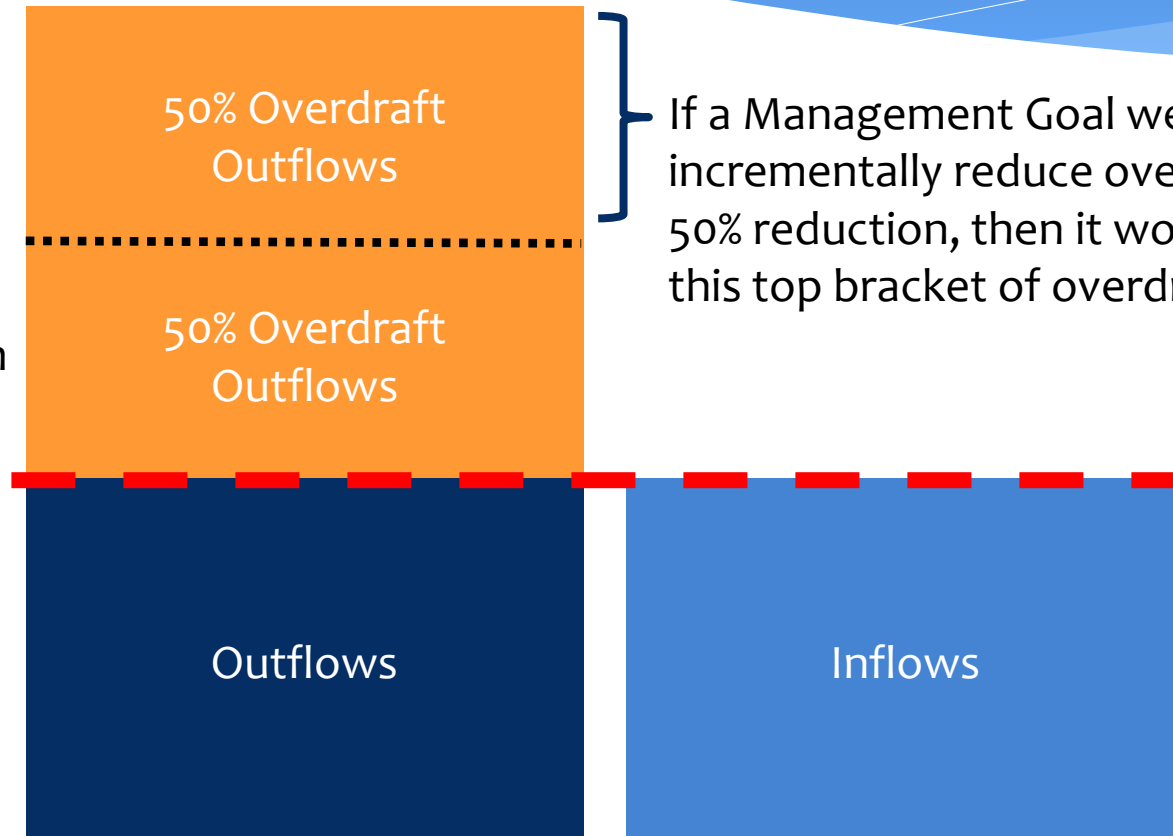 50% Overdraft
Outflows
If a Management Goal we
incrementally reduce ove
50% reduction, then it wo
this top bracket of overd
50% Overdraft
Outflows
Outflows
Inflows